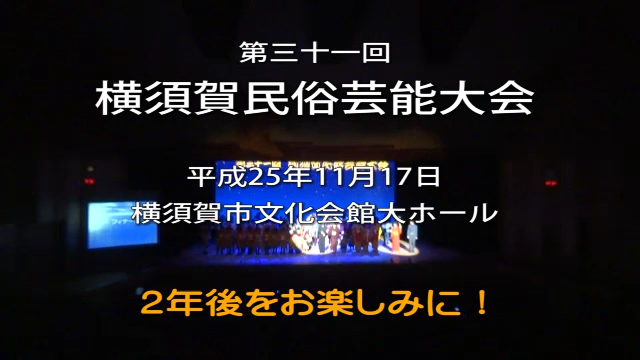 第三十一回
横須賀民俗芸能大会
平成25年11月17日
横須賀市文化会館大ホール
2年後をお楽しみに！